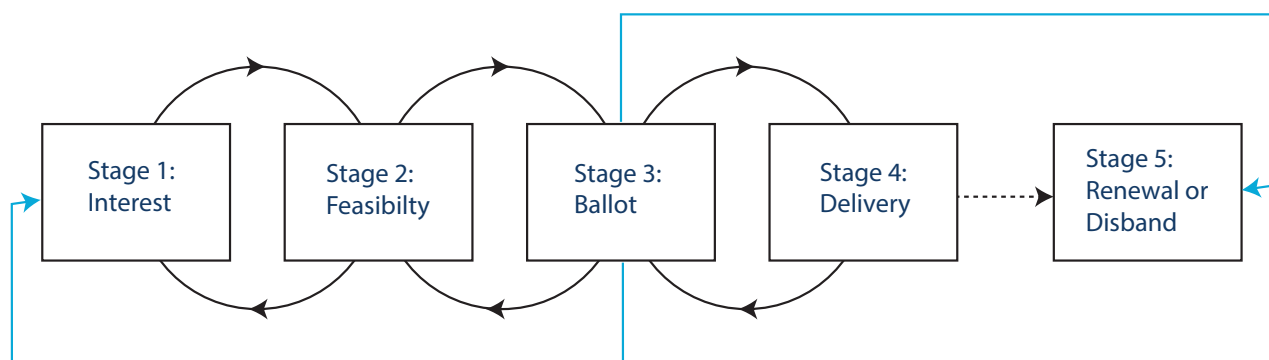 Stage 1:
Interest
Stage 2:
Feasibilty
Stage 3:
Ballot
Stage 4:
Delivery
Stage 5:
Renewal or
Disband